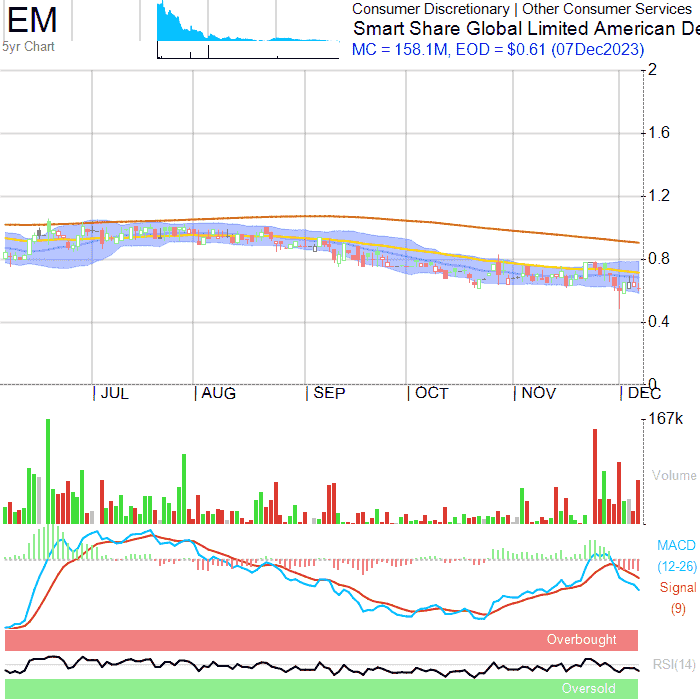 EM
5yr Chart
Consumer Discretionary | Other Consumer Services
Smart Share Global Limited American De
MC = 158.1M, EOD = $0.61 (07Dec2023)
2
1.6
1.2
0.8
0.4
0
JUL AUG SEP OCT NOV DEC
167k
Volume
MACD
(12-26)
Signal
(9)
Overbought
RSI(14)
Oversold